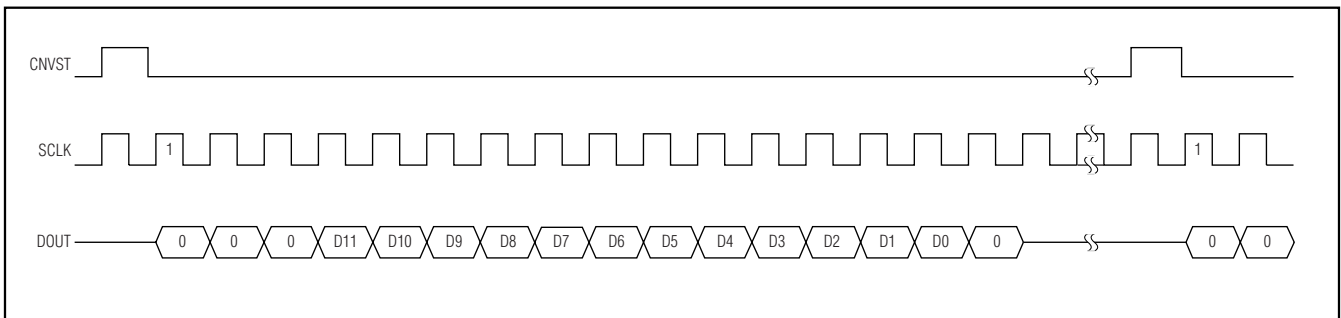 CNVST
SCLK 1 1
DOUT 0 0 0 D11 D10 D9 D8 D7 D6 D5 D4 D3 D2 D1 D0 0 0 0